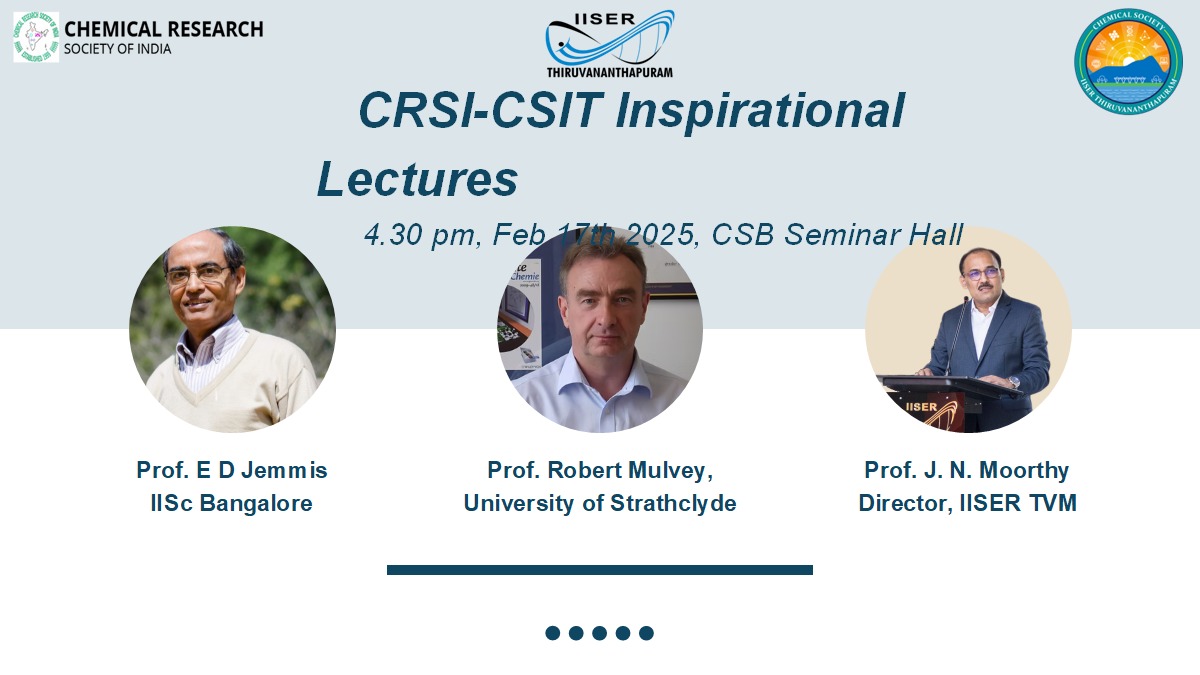 CHEMICAL RESEARCH
SOCIETY OF INDIA
IISER
THIRUVANANTHAPURAM
CHEMICAL SOCIETY
IISER THIRUVANANTHAPURAM
CRSI-CSIT Inspirational
Lectures
4.30 pm, Feb 17th 2025, CSB Seminar Hall
Chemie
IISER
Prof. E D Jemmis
IISc Bangalore
Prof. Robert Mulvey,
University of Strathclyde
Prof. J. N. Moorthy
Director, IISER TVM